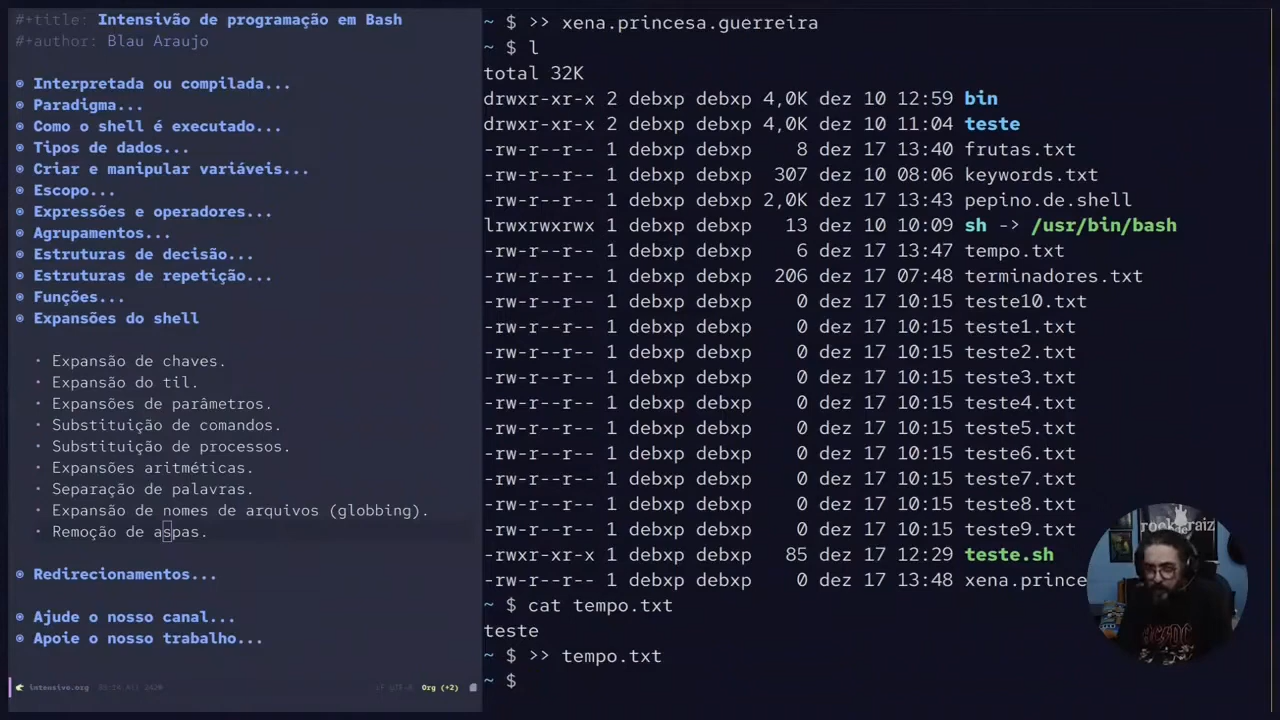 #+title: Intensivão de programação em Bash
#+author: Blau Araujo
Interpretada ou compilada...
Paradigma...
Como o shell é executado...
Tipos de dados...
Criar e manipular variáveis...
Escopo...
Expressões e operadores...
Agrupamentos...
Estruturas de decisão...
Estruturas de repetição...
Funções...
Expansões do shell
• Expansão de chaves.
• Expansão do til.
• Expansões de parâmetros.
• Substituição de comandos.
• Substituição de processos.
• Expansões aritméticas.
• Separação de palavras.
• Expansão de nomes de arquivos (globbing).
• Remoção de aspas.
Redirecionamentos...
Ajude o nosso canal...
Apoie o nosso trabalho...
intensivo.org
Org (+2)
~ $ >> xena.princesa.guerreira
~ $ l
total 32K
drwxr-xr-x 2 debxp debxp 4,0K dez 10 12:59 bin
drwxr-xr-x 2 debxp debxp 4,0K dez 10 11:04 teste
-rw-r--r-- 1 debxp debxp 8 dez 17 13:40 frutas.txt
-rw-r--r-- 1 debxp debxp 307 dez 10 08:06 keywords.txt
-rw-r--r-- 1 debxp debxp 2,0K dez 17 13:43 pepino.de.shell
lrwxrwxrwx 1 debxp debxp 13 dez 10 10:09 sh -> /usr/bin/bash
-rw-r--r-- 1 debxp debxp 6 dez 17 13:47 tempo.txt
-rw-r--r-- 1 debxp debxp 206 dez 17 07:48 terminadores.txt
-rw-r--r-- 1 debxp debxp 0 dez 17 10:15 teste10.txt
-rw-r--r-- 1 debxp debxp 0 dez 17 10:15 teste1.txt
-rw-r--r-- 1 debxp debxp 0 dez 17 10:15 teste2.txt
-rw-r--r-- 1 debxp debxp 0 dez 17 10:15 teste3.txt
-rw-r--r-- 1 debxp debxp 0 dez 17 10:15 teste4.txt
-rw-r--r-- 1 debxp debxp 0 dez 17 10:15 teste5.txt
-rw-r--r-- 1 debxp debxp 0 dez 17 10:15 teste6.txt
-rw-r--r-- 1 debxp debxp 0 dez 17 10:15 teste7.txt
-rw-r--r-- 1 debxp debxp 0 dez 17 10:15 teste8.txt
-rw-r--r-- 1 debxp debxp 0 dez 17 10:15 teste9.txt
-rwxr-xr-x 1 debxp debxp 85 dez 17 12:29 teste.sh
-rw-r--r-- 1 debxp debxp 0 dez 17 13:48 xena.prince
~ $ cat tempo.txt
teste
~ $ >> tempo.txt
~ $
AC/DC